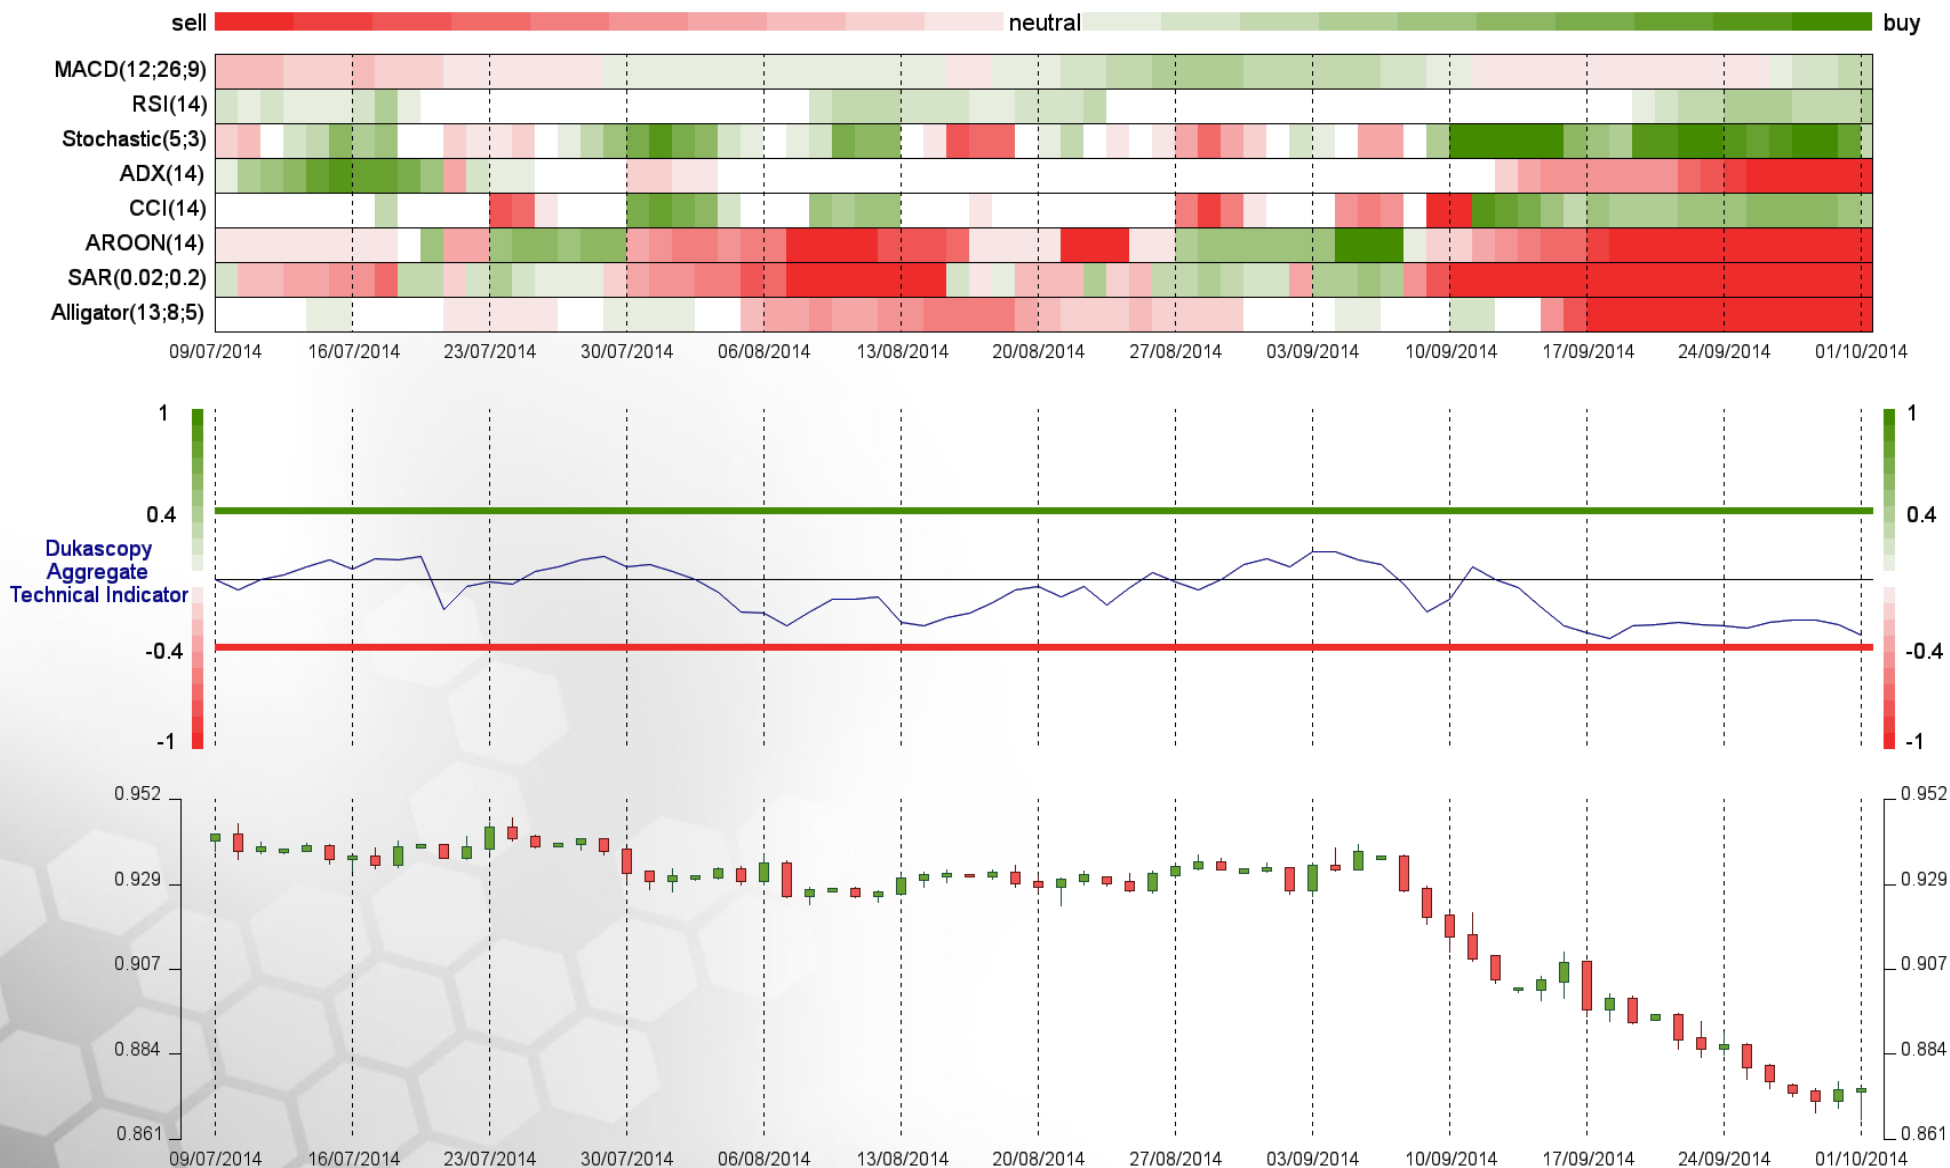 sell neutral buy
MACD(12;26;9)
RSI(14)
Stochastic(5;3)
ADX(14)
CCI(14)
AROON(14)
SAR(0.02;0.2)
Alligator(13;8;5)
09/07/2014 16/07/2014 23/07/2014 30/07/2014 06/08/2014 13/08/2014 20/08/2014 27/08/2014 03/09/2014 10/09/2014 17/09/2014 24/09/2014 01/10/2014
1 1
0.4 0.4
Dukascopy
Aggregate
Technical Indicator
-0.4 -0.4
-1 -1
0.952 0.952
0.929 0.929
0.907 0.907
0.884 0.884
0.861 0.861
09/07/2014 16/07/2014 23/07/2014 30/07/2014 06/08/2014 13/08/2014 20/08/2014 27/08/2014 03/09/2014 10/09/2014 17/09/2014 24/09/2014 01/10/2014